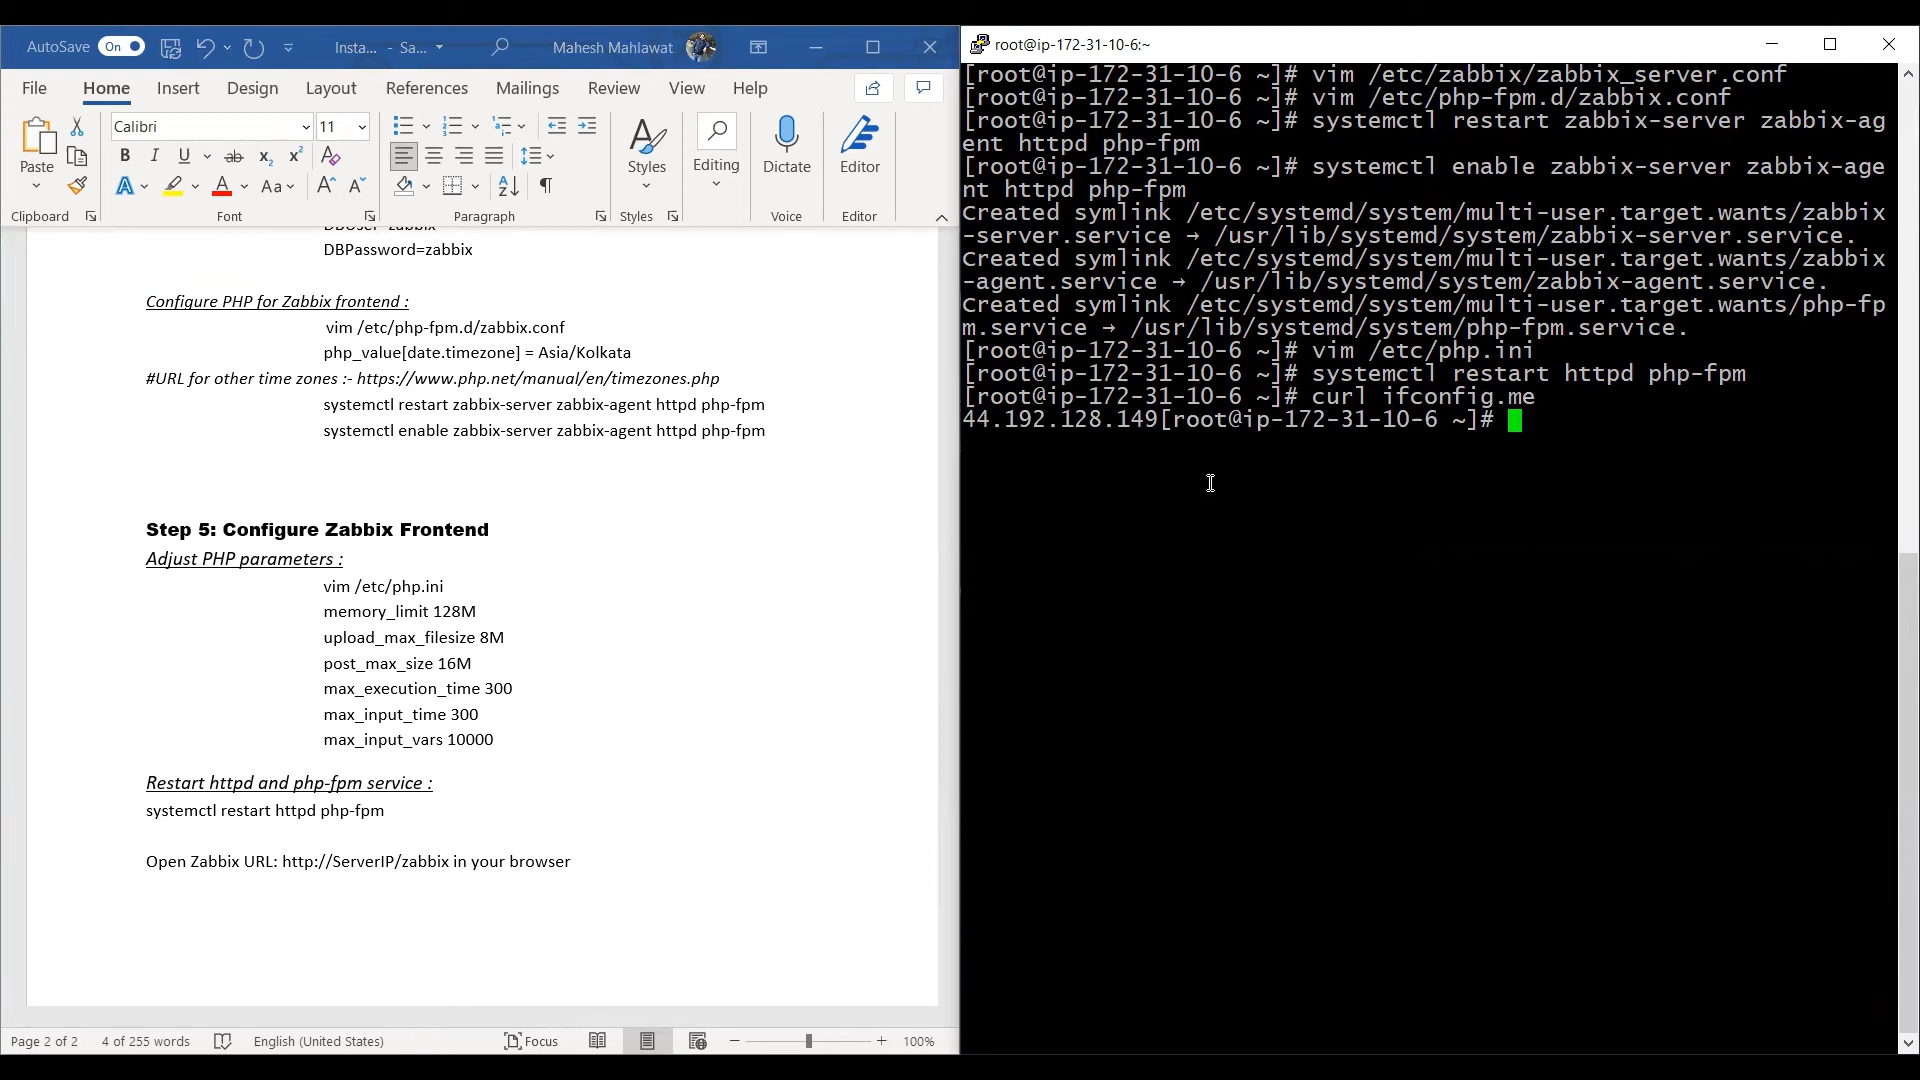 AutoSave On Insta... - Sa... Mahesh Mahlawat
File Home Insert Design Layout References Mailings Review View Help
Calibri 11
Paste
B I U ab x₂ x² A
A A Aa A A
Styles
Editing
Dictate
Editor
Clipboard Font Paragraph Styles Voice Editor
DBUser=zabbix
DBPassword=zabbix
Configure PHP for Zabbix frontend :
vim /etc/php-fpm.d/zabbix.conf
php_value[date.timezone] = Asia/Kolkata
#URL for other time zones :- https://www.php.net/manual/en/timezones.php
systemctl restart zabbix-server zabbix-agent httpd php-fpm
systemctl enable zabbix-server zabbix-agent httpd php-fpm
Step 5: Configure Zabbix Frontend
Adjust PHP parameters :
vim /etc/php.ini
memory_limit 128M
upload_max_filesize 8M
post_max_size 16M
max_execution_time 300
max_input_time 300
max_input_vars 10000
Restart httpd and php-fpm service :
systemctl restart httpd php-fpm
Open Zabbix URL: http://ServerIP/zabbix in your browser
Page 2 of 2 4 of 255 words English (United States) Focus 100%
root@ip-172-31-10-6:~
[root@ip-172-31-10-6 ~]# vim /etc/zabbix/zabbix_server.conf
[root@ip-172-31-10-6 ~]# vim /etc/php-fpm.d/zabbix.conf
[root@ip-172-31-10-6 ~]# systemctl restart zabbix-server zabbix-ag
ent httpd php-fpm
[root@ip-172-31-10-6 ~]# systemctl enable zabbix-server zabbix-age
nt httpd php-fpm
Created symlink /etc/systemd/system/multi-user.target.wants/zabbix
-server.service → /usr/lib/systemd/system/zabbix-server.service.
Created symlink /etc/systemd/system/multi-user.target.wants/zabbix
-agent.service → /usr/lib/systemd/system/zabbix-agent.service.
Created symlink /etc/systemd/system/multi-user.target.wants/php-fp
m.service → /usr/lib/systemd/system/php-fpm.service.
[root@ip-172-31-10-6 ~]# vim /etc/php.ini
[root@ip-172-31-10-6 ~]# systemctl restart httpd php-fpm
[root@ip-172-31-10-6 ~]# curl ifconfig.me
44.192.128.149[root@ip-172-31-10-6 ~]#